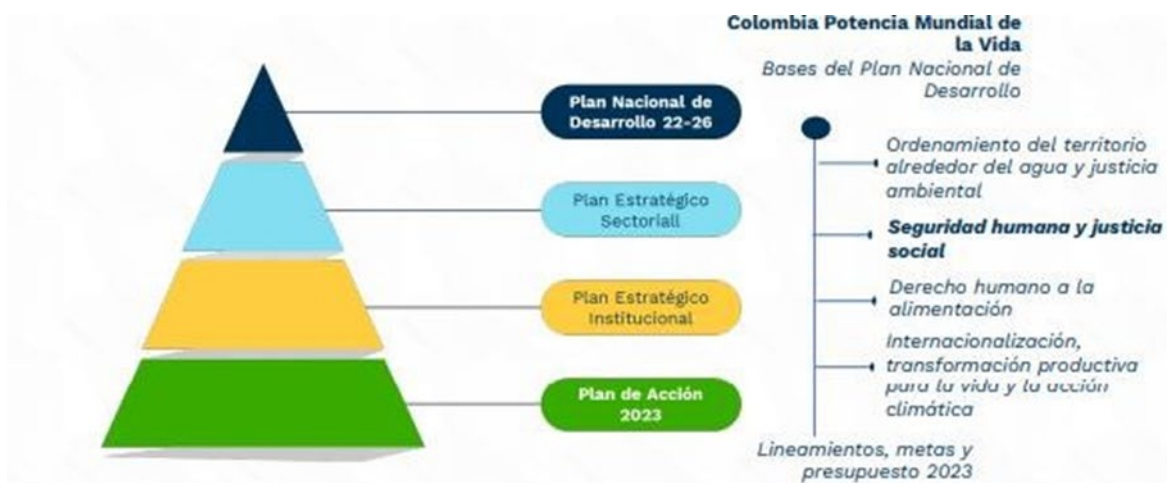 Plan Nacional de
Desarrollo 22-26
Plan Estratégico
Sectoriall
Plan Estratégico
Institucional
Plan de Acción
2023
Colombia Potencia Mundial de
la Vida
Bases del Plan Nacional de
Desarrollo
Ordenamiento del territorio
alrededor del agua y justicia
ambiental
Seguridad humana y justicia
social
Derecho humano a la
alimentación
Internacionalización,
transformación productiva
para la vida y la acción
climática
Lineamientos, metas y
presupuesto 2023